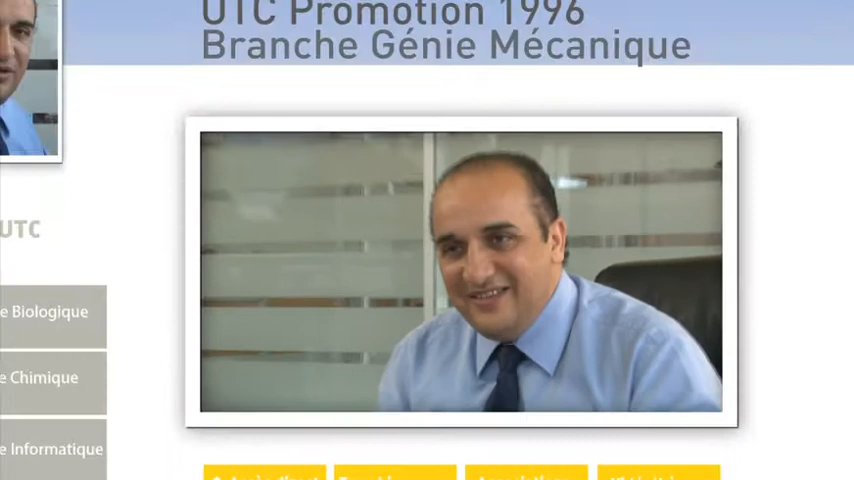 UTC Promotion 1996
Branche Génie Mécanique
UTC
e Biologique
e Chimique
e Informatique